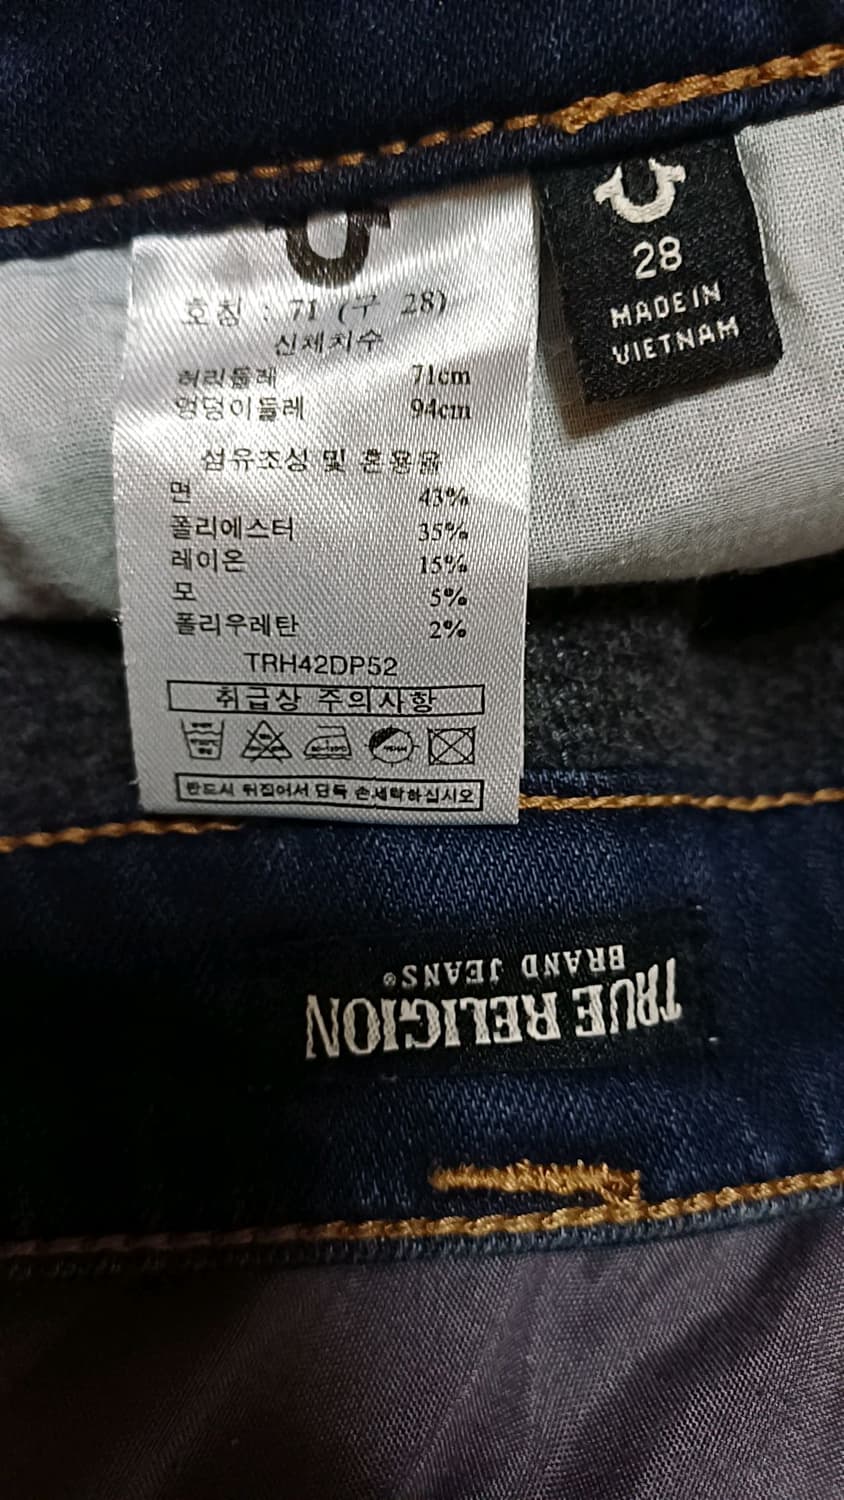 호칭 : 71 (구 28)
신체치수
허리둘레 71cm
엉덩이둘레 94cm
섬유조성 및 혼용율
면 43%
폴리에스터 35%
레이온 15%
모 5%
폴리우레탄 2%
TRH42DP52
취급상 주의사항
반드시 뒤집어서 단독 손세탁하십시오
28
MADE IN
VIETNAM
TRUE RELIGION
BRAND JEANS®